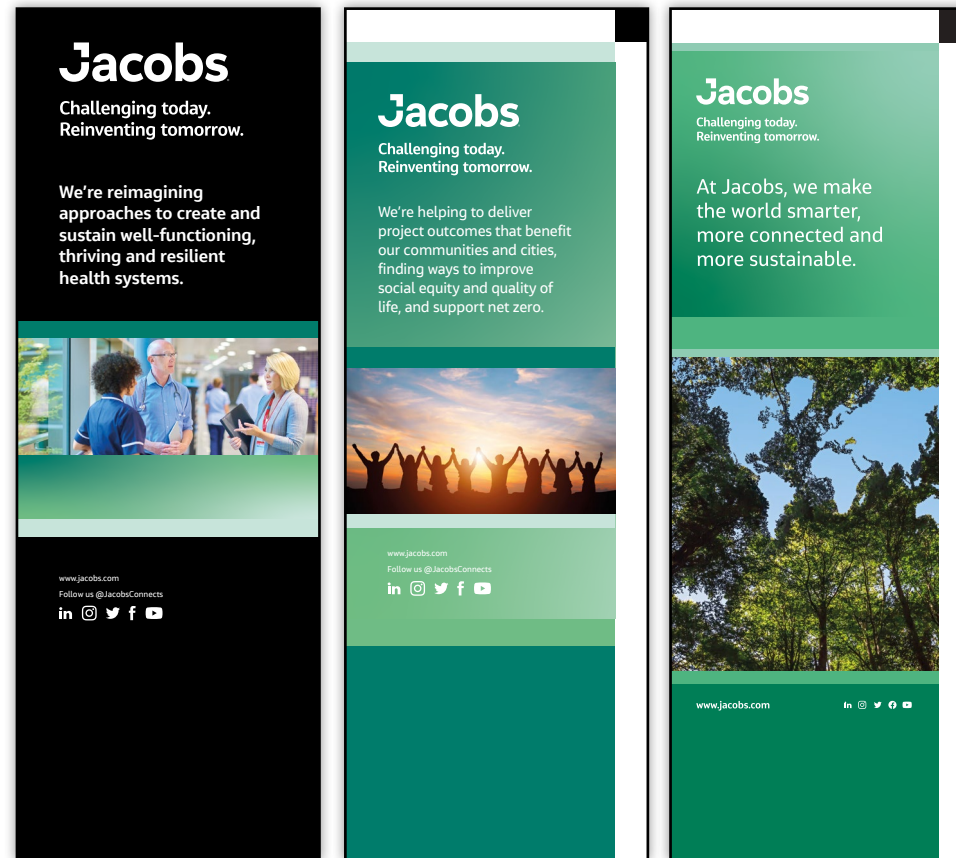 Jacobs
Challenging today.
Reinventing tomorrow.
We're reimagining
approaches to create and
sustain well-functioning,
thriving and resilient
health systems.
www.jacobs.com
Follow us @JacobsConnects
Jacobs
Challenging today.
Reinventing tomorrow.
We're helping to deliver
project outcomes that benefit
our communities and cities,
finding ways to improve
social equity and quality of
life, and support net zero.
www.jacobs.com
Follow us @JacobsConnects
Jacobs
Challenging today.
Reinventing tomorrow.
At Jacobs, we make
the world smarter,
more connected and
more sustainable.
www.jacobs.com